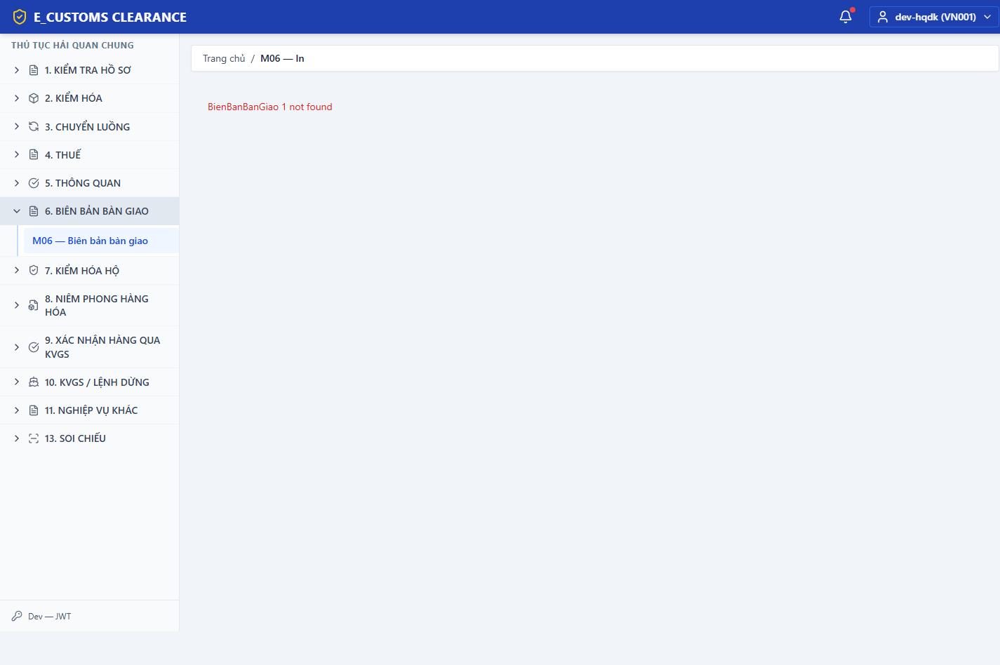 E_CUSTOMS CLEARANCE
dev-hqdk (VN001)
THỦ TỤC HẢI QUAN CHUNG
1. KIỂM TRA HỒ SƠ
2. KIỂM HÓA
3. CHUYỂN LUỒNG
4. THUẾ
5. THÔNG QUAN
6. BIÊN BẢN BÀN GIAO
M06 — Biên bản bàn giao
7. KIỂM HÓA HỘ
8. NIÊM PHONG HÀNG
HÓA
9. XÁC NHẬN HÀNG QUA
KVGS
10. KVGS / LỆNH DỪNG
11. NGHIỆP VỤ KHÁC
13. SOI CHIẾU
Dev — JWT
Trang chủ / M06 — In
BienBanBanGiao 1 not found